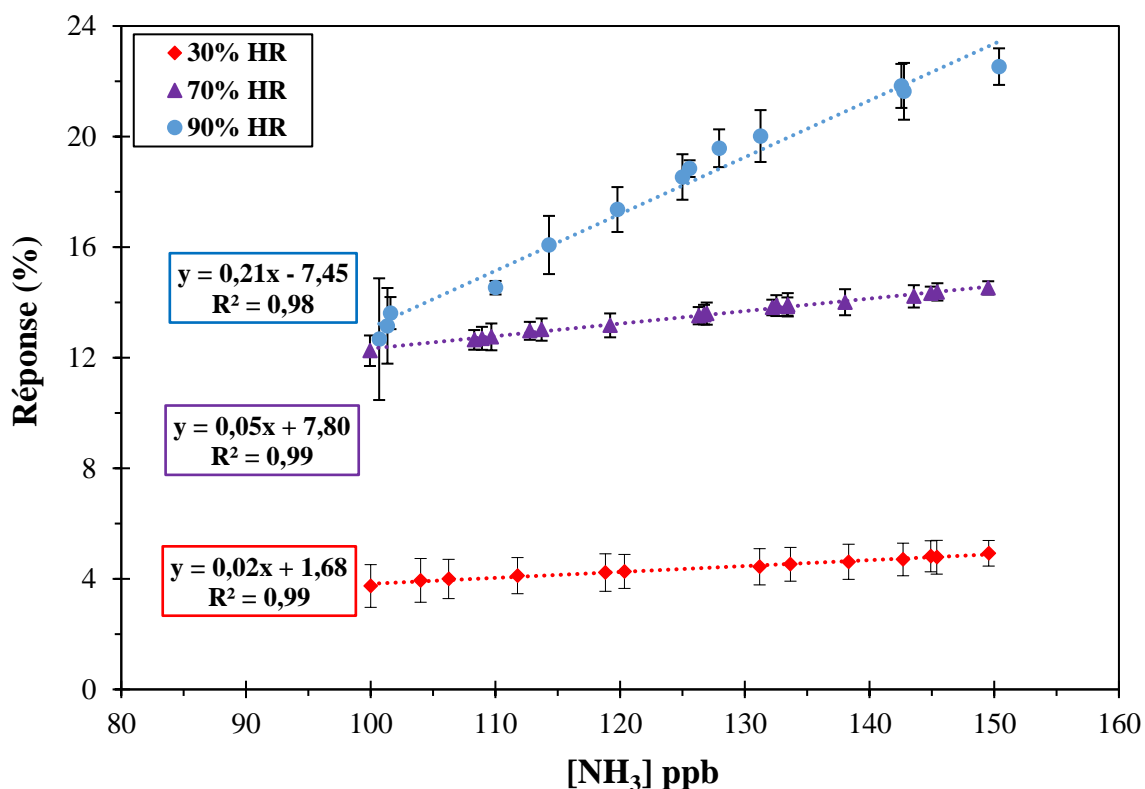 24
20
16
12
8
4
0
Réponse (%)
30% HR
70% HR
90% HR
y = 0,21x - 7,45
R² = 0,98
y = 0,05x + 7,80
R² = 0,99
y = 0,02x + 1,68
R² = 0,99
80 90 100 110 120 130 140 150 160
[NH₃] ppb